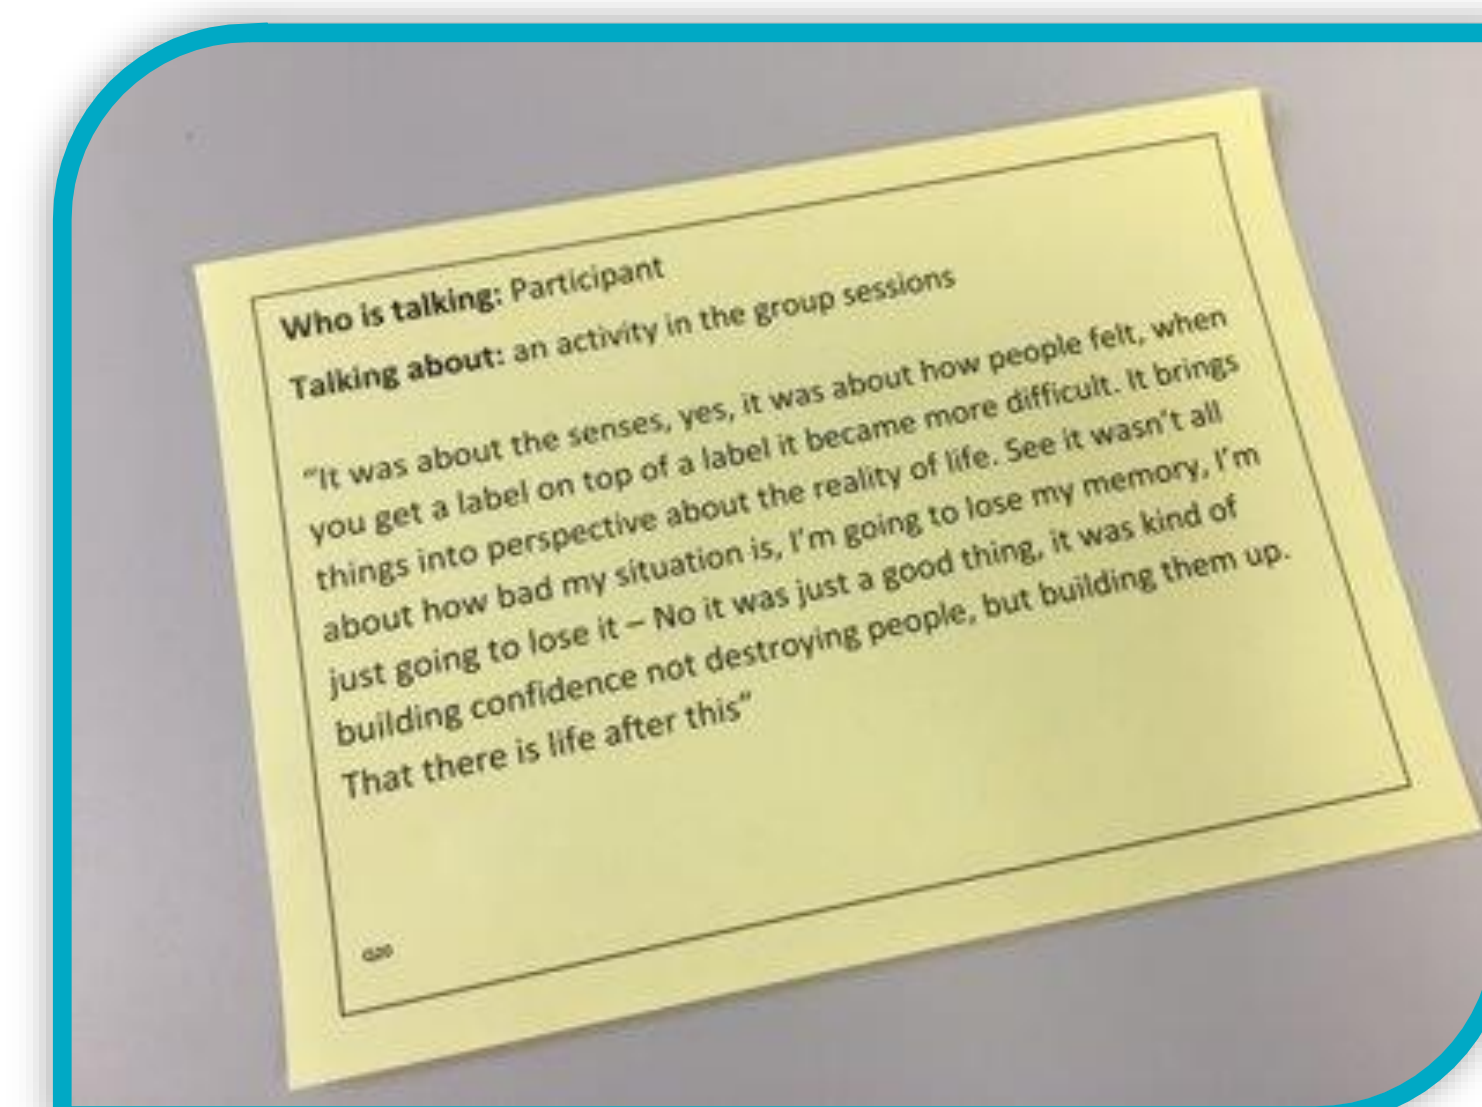 Who is talking: Participant
Talking about: an activity in the group sessions
“It was about the senses, yes, it was about how people felt, when
you get a label on top of a label it became more difficult. It brings
things into perspective about the reality of life. See it wasn’t all
about how bad my situation is, I’m going to lose my memory, I’m
just going to lose it – No it was just a good thing, it was kind of
building confidence not destroying people, but building them up.
That there is life after this”
Q20